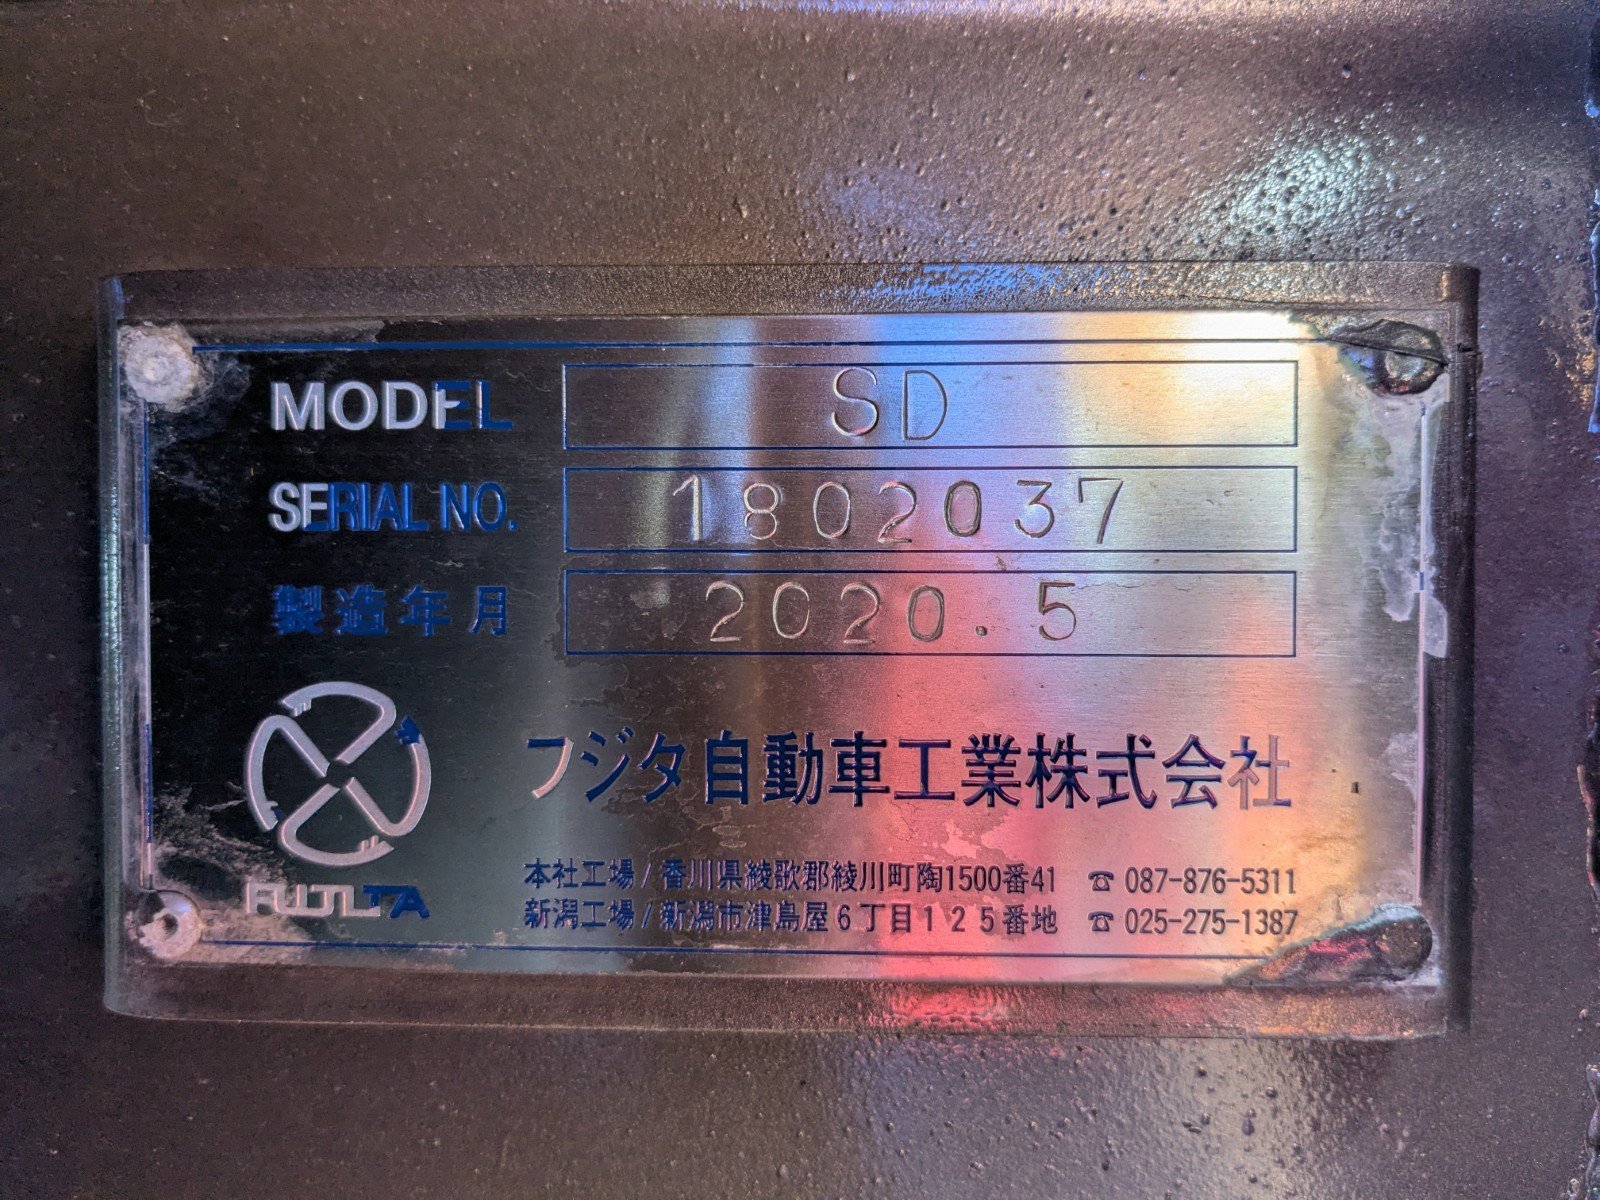 MODEL SD
SERIAL NO. 1802037
製造年月 2020.5
フジタ自動車工業株式会社
FUJITA
本社工場/香川県綾歌郡綾川町陶1500番41 ☎ 087-876-5311
新潟工場/新潟市津島屋6丁目125番地 ☎ 025-275-1387